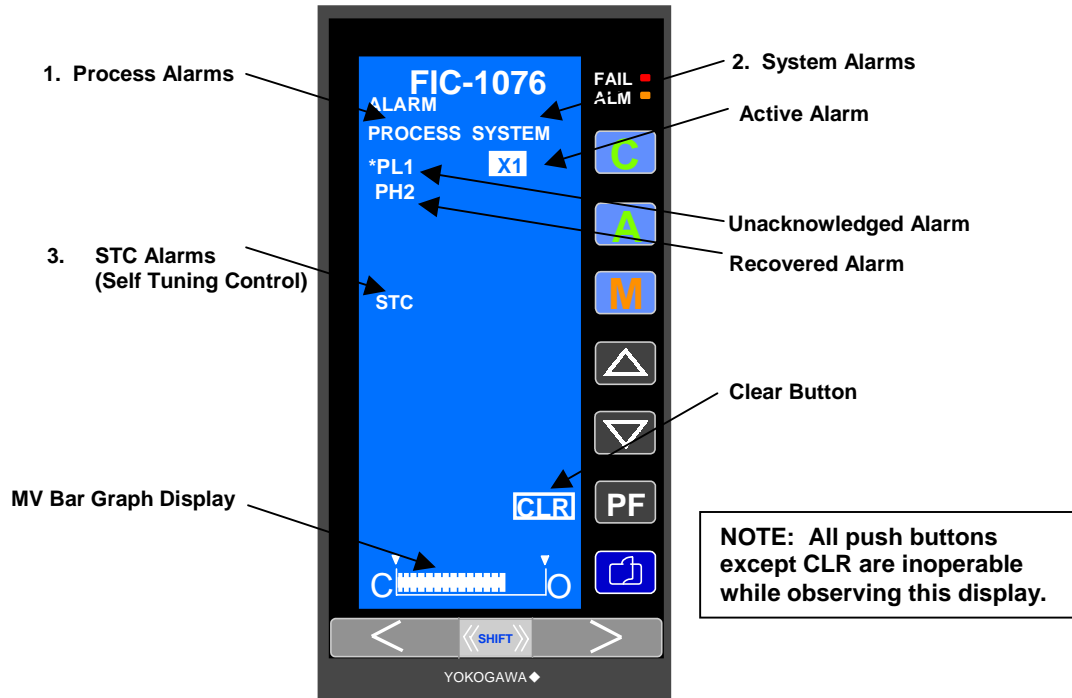 1. Process Alarms
2. System Alarms
FIC-1076
FAIL
ALARM
ALM
PROCESS SYSTEM
Active Alarm
C
*PL1
X1
PH2
A
Unacknowledged Alarm
Recovered Alarm
3. STC Alarms
(Self Tuning Control)
STC
M
Clear Button
MV Bar Graph Display
CLR
PF
NOTE: All push buttons
except CLR are inoperable
while observing this display.
C
O
SHIFT
YOKOGAWA